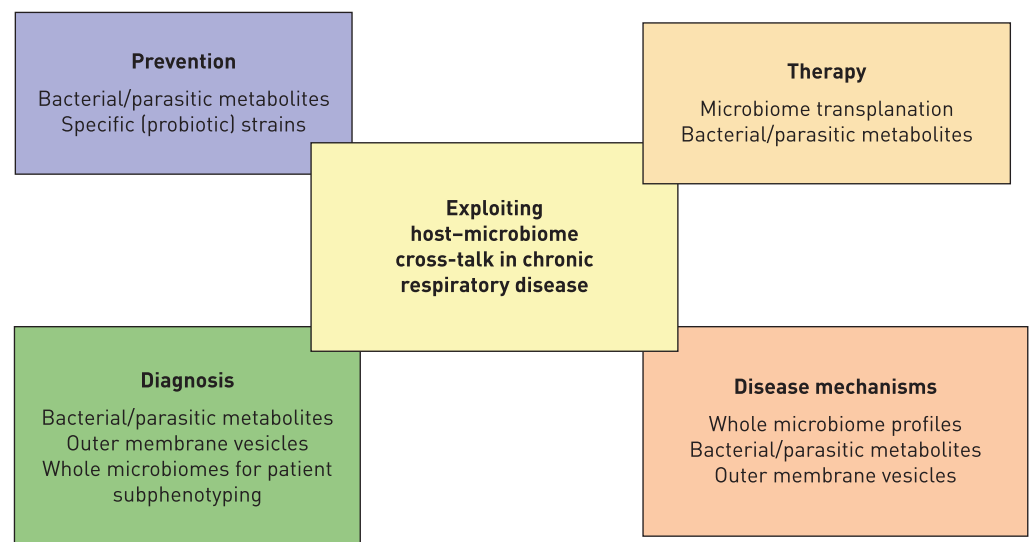 Prevention
Bacterial/parasitic metabolites
Specific (probiotic) strains
Therapy
Microbiome transplanation
Bacterial/parasitic metabolites
Exploiting
host–microbiome
cross-talk in chronic
respiratory disease
Diagnosis
Bacterial/parasitic metabolites
Outer membrane vesicles
Whole microbiomes for patient
subphenotyping
Disease mechanisms
Whole microbiome profiles
Bacterial/parasitic metabolites
Outer membrane vesicles